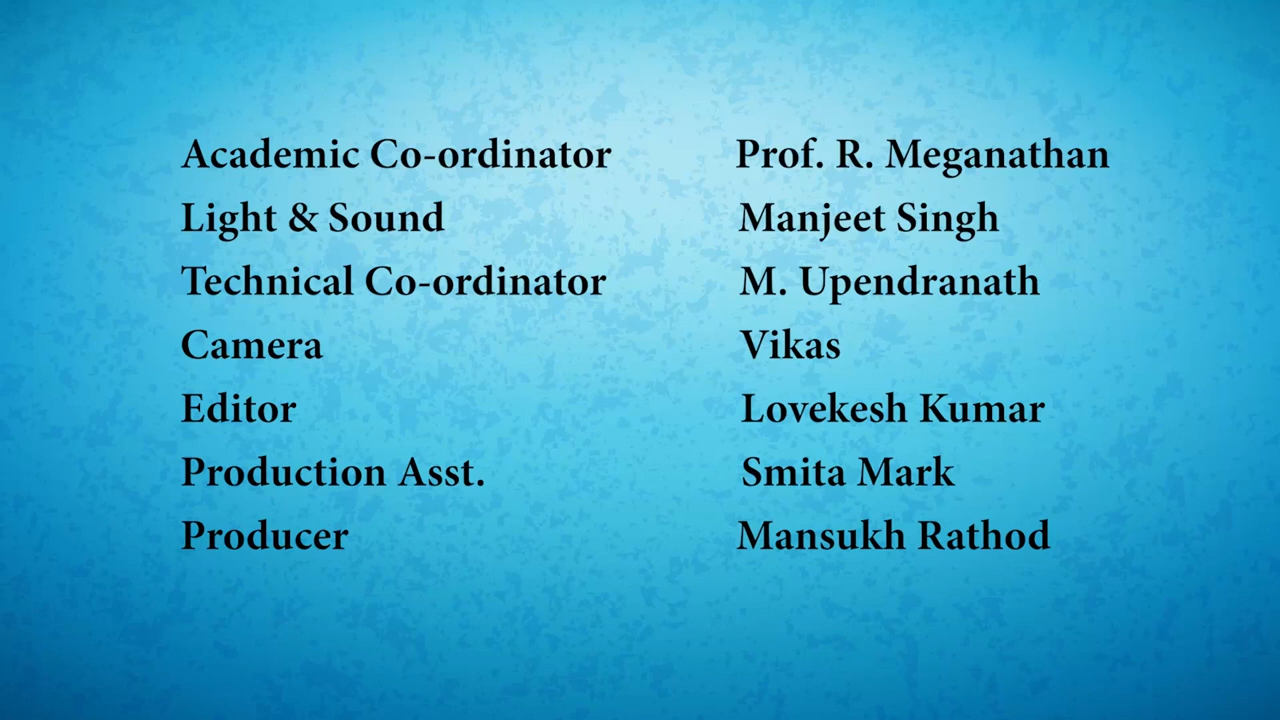 Academic Co-ordinator Prof. R. Meganathan
Light & Sound Manjeet Singh
Technical Co-ordinator M. Upendranath
Camera Vikas
Editor Lovekesh Kumar
Production Asst. Smita Mark
Producer Mansukh Rathod